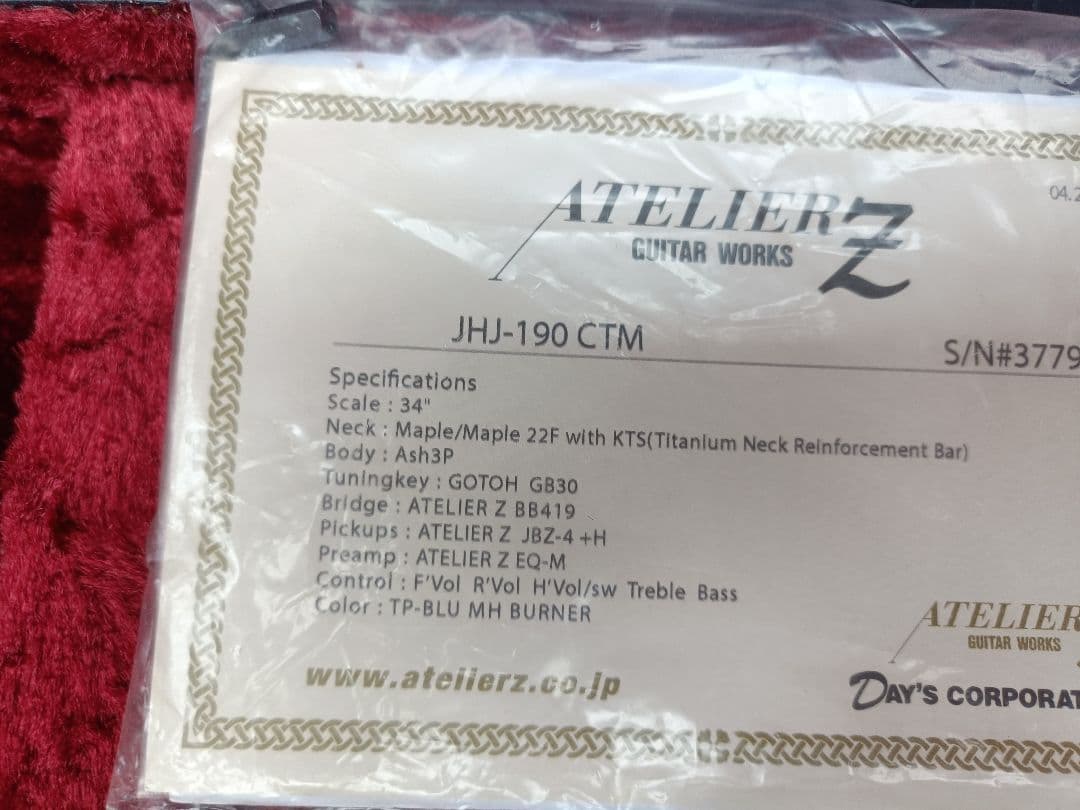 04.2
ATELIER Z
GUITAR WORKS
JHJ-190 CTM
S/N#3779
Specifications
Scale : 34"
Neck : Maple/Maple 22F with KTS(Titanium Neck Reinforcement Bar)
Body : Ash3P
Tuningkey : GOTOH GB30
Bridge : ATELIER Z BB419
Pickups : ATELIER Z JBZ-4 +H
Preamp : ATELIER Z EQ-M
Control : F'Vol R'Vol H'Vol/sw Treble Bass
Color : TP-BLU MH BURNER
ATELIER
GUITAR WORKS
www.atelierz.co.jp
DAY'S CORPORAT